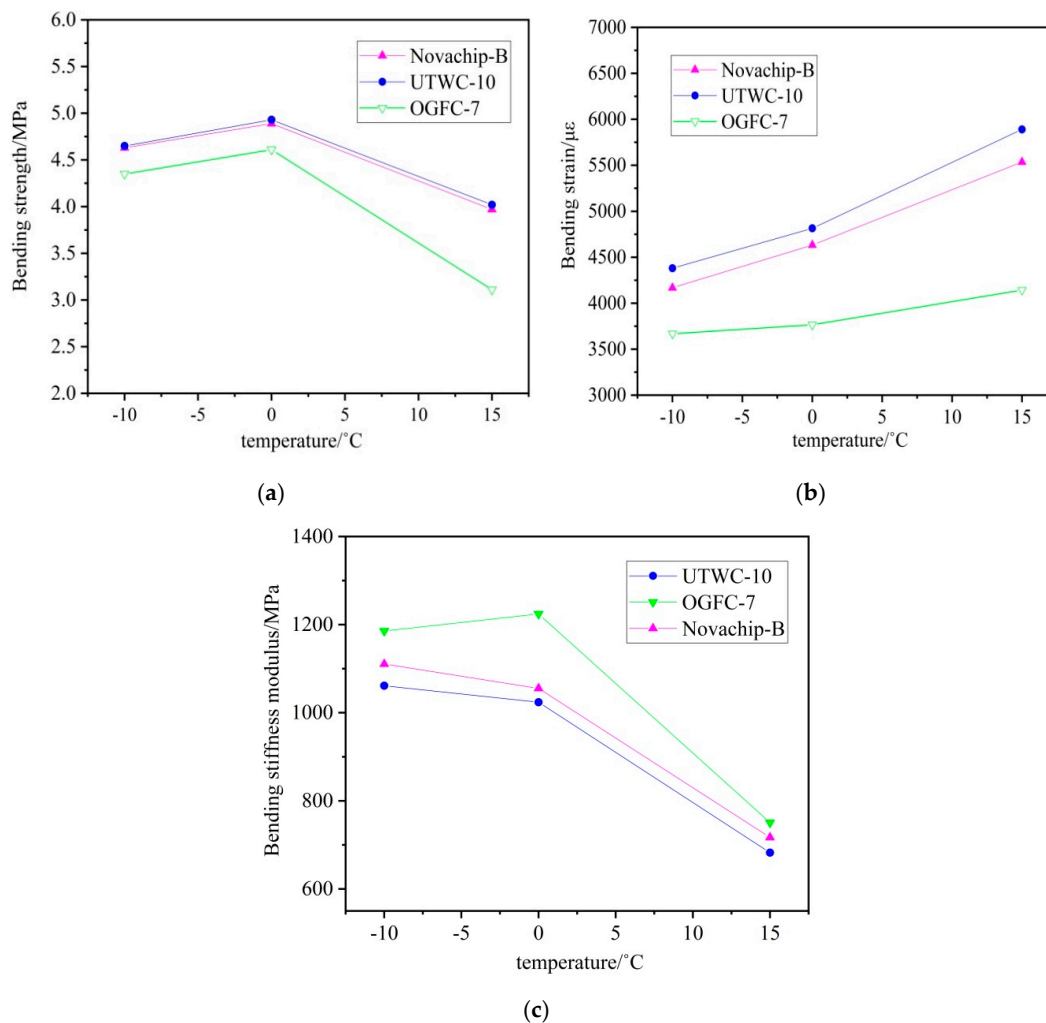 6.0
5.5
5.0
4.5
4.0
3.5
3.0
2.5
2.0
Bending strength/MPa
Novachip-B
UTWC-10
OGFC-7
-10
-5
0
5
10
15
temperature/°C
(a)
7000
6500
6000
5500
5000
4500
4000
3500
3000
Bending strain/με
Novachip-B
UTWC-10
OGFC-7
-10
-5
0
5
10
15
temperature/°C
(b)
1400
1200
1000
800
600
Bending stiffness modulus/MPa
UTWC-10
OGFC-7
Novachip-B
-10
-5
0
5
10
15
temperature/°C
(c)